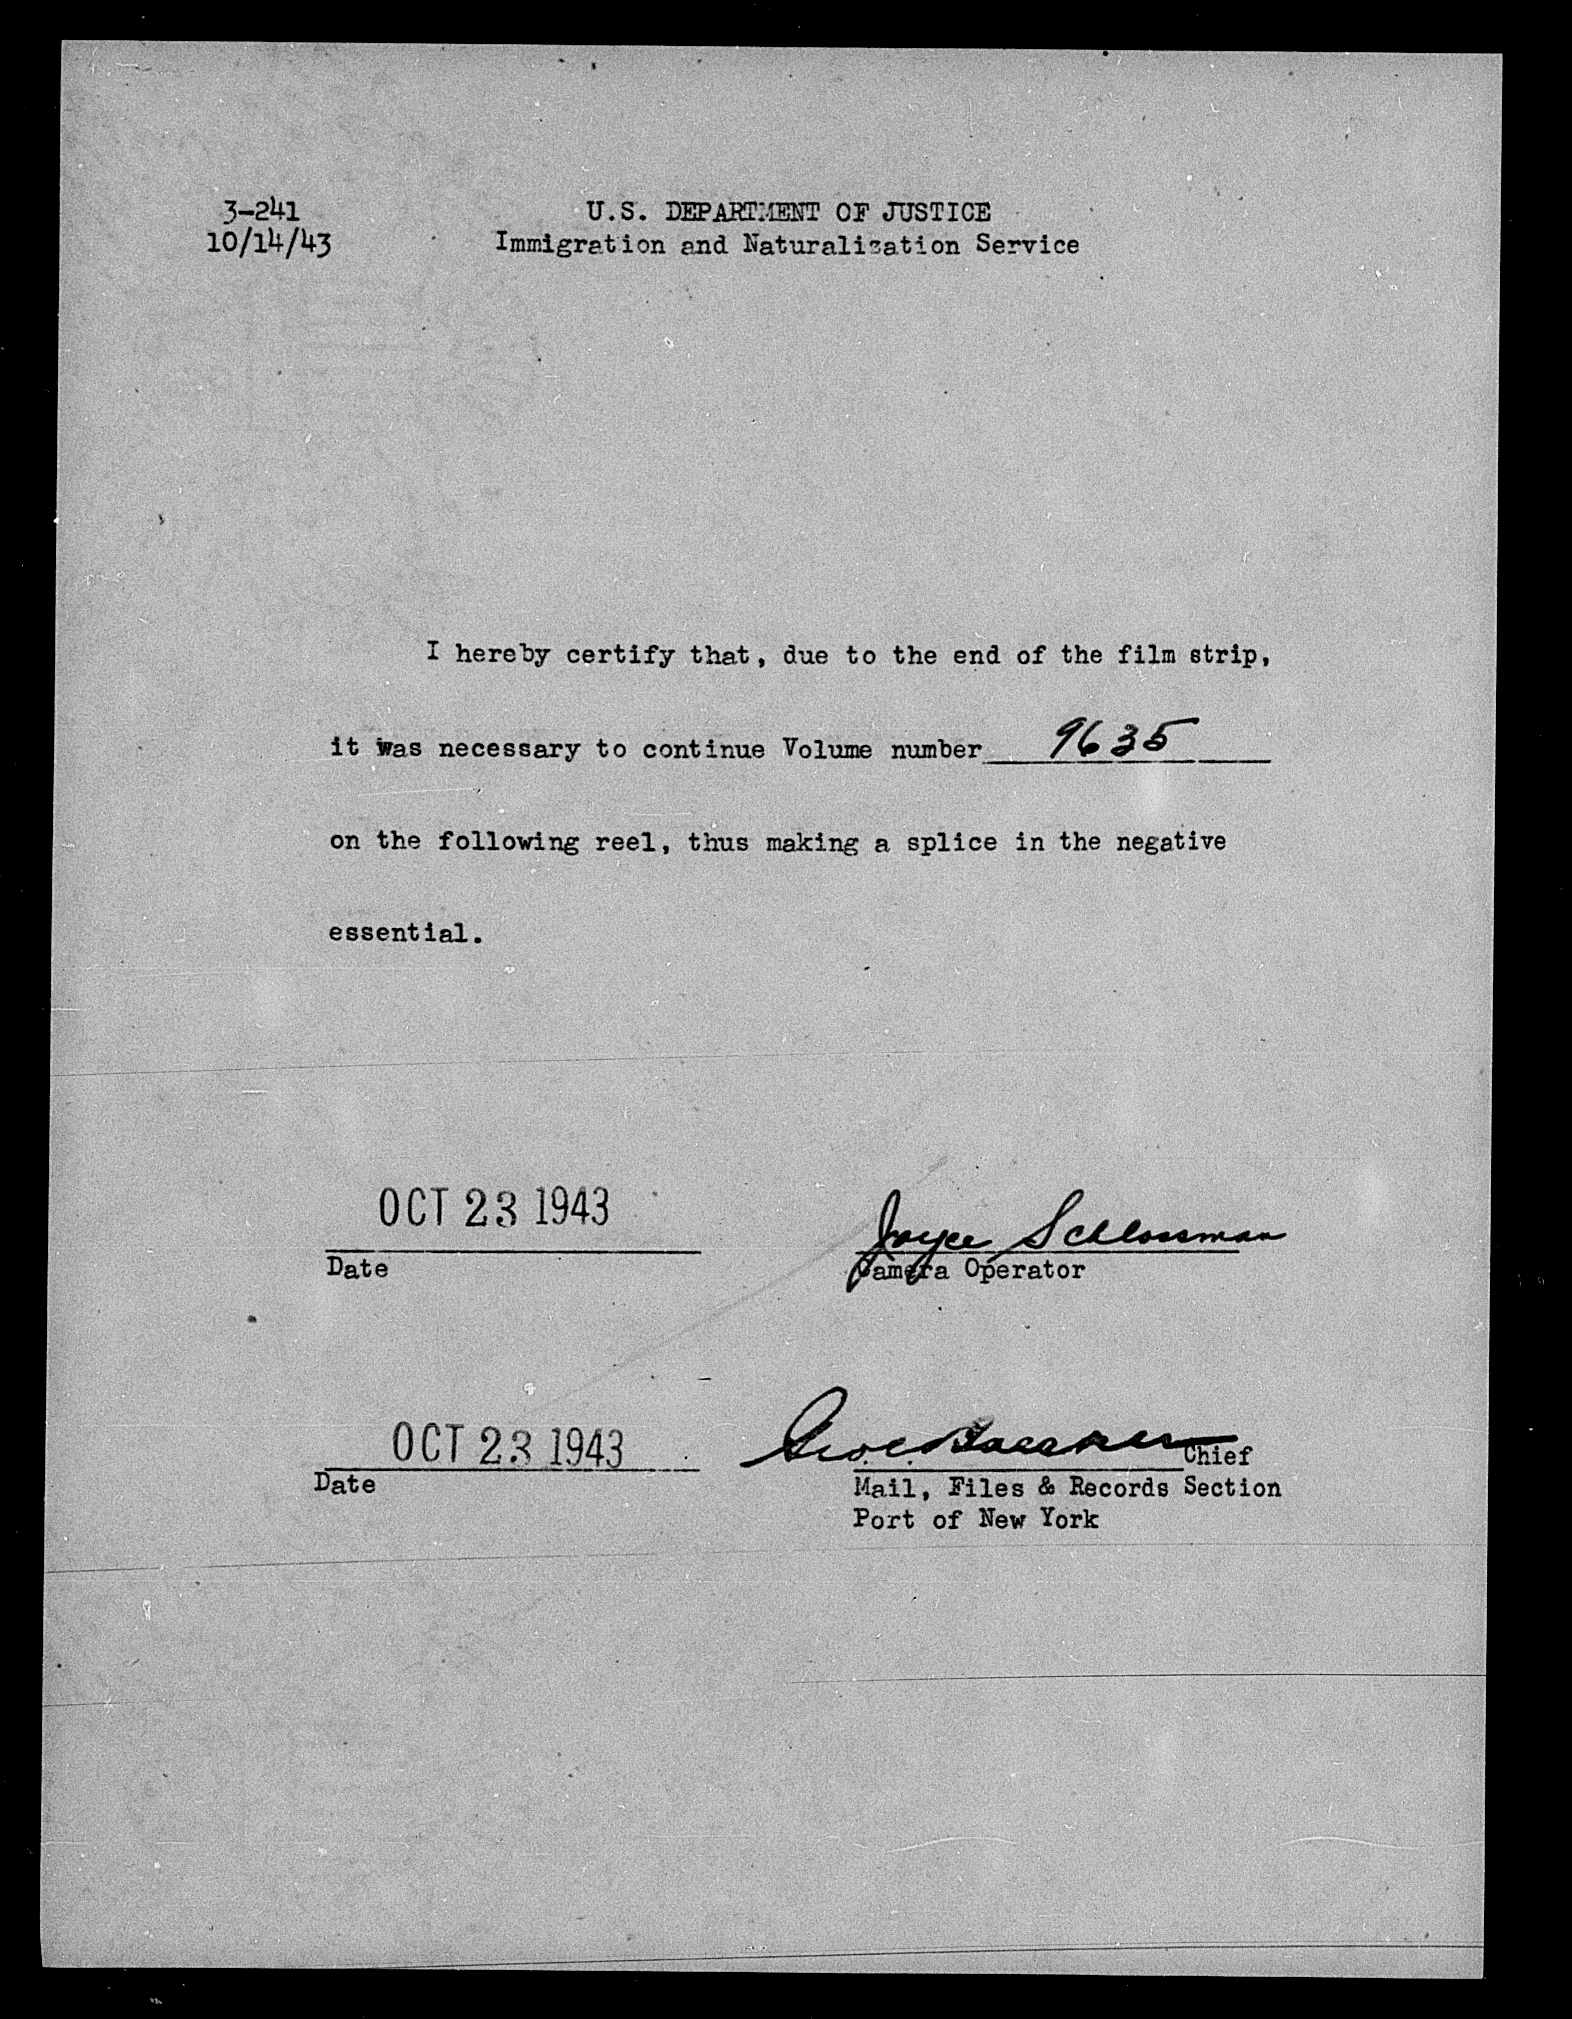 3-241
10/14/43
U.S. DEPARTMENT OF JUSTICE
Immigration and Naturalization Service
I hereby certify that, due to the end of the film strip,
it was necessary to continue Volume number 9635
on the following reel, thus making a splice in the negative
essential.
OCT 23 1943
Date
Joyce Schlossman
Camera Operator
OCT 23 1943
Date
Chief
Mail, Files & Records Section
Port of New York